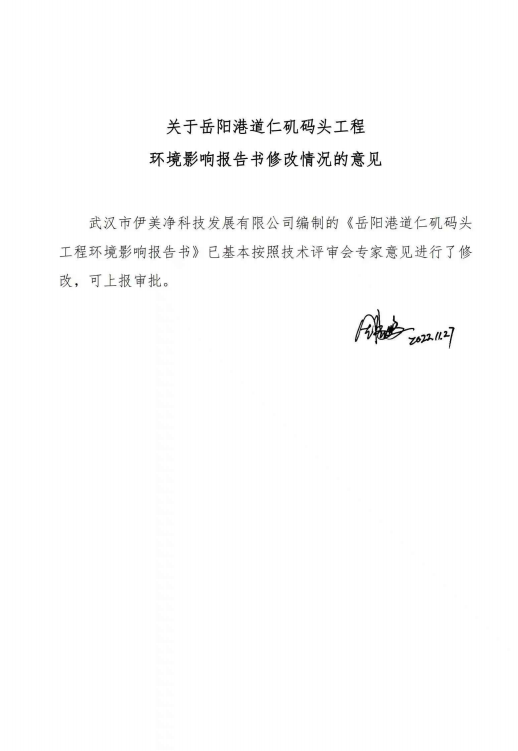 关于岳阳港道仁矶码头工程
环境影响报告书修改情况的意见
武汉市伊美净科技发展有限公司编制的《岳阳港道仁矶码头
工程环境影响报告书》已基本按照技术评审会专家意见进行了修
改，可上报审批。
2022.11.27